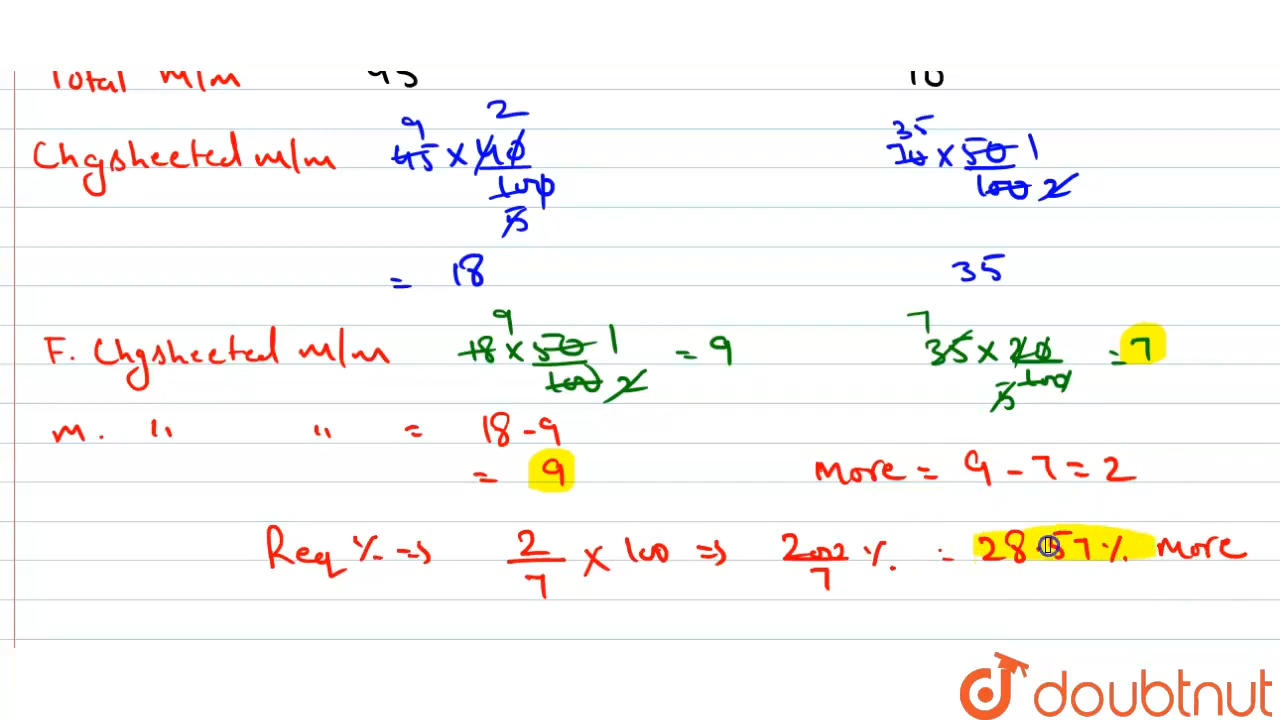 Total m/m 45 70
Chgsheeted m/m 9 2 35
45 × 40/100 5 70 × 50/100 1 2
= 18 35
F. Chgsheeted m/m 18 9 × 50/100 1 2 = 9 35 7 × 20/100 5 = 7
m. " " = 18 - 9
= 9 more = 9 - 7 = 2
Req % ⇒ 2/7 × 100 ⇒ 200/7 % = 28.57% more
doubtnut